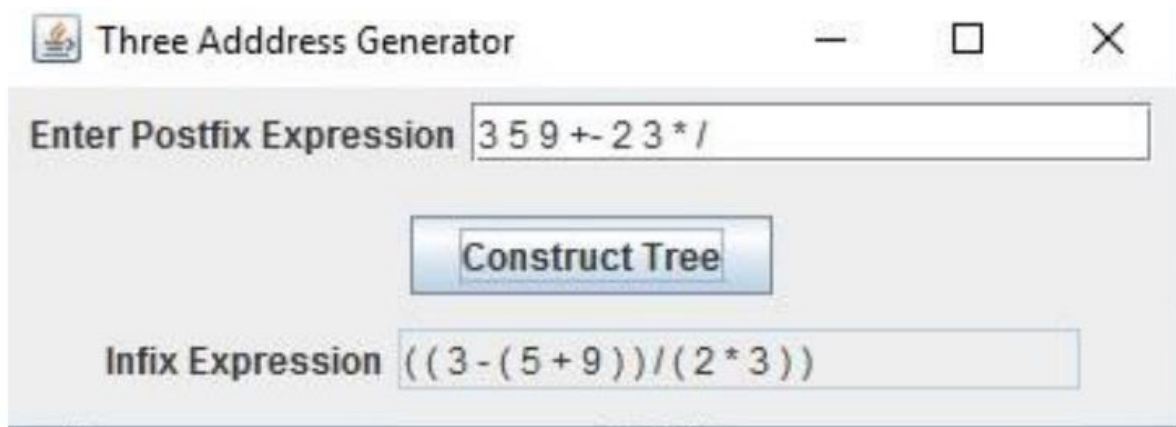 Three Adddress Generator
Enter Postfix Expression 3 5 9 +- 2 3 * /
Construct Tree
Infix Expression ( ( 3 - ( 5 + 9 ) ) / ( 2 * 3 ) )